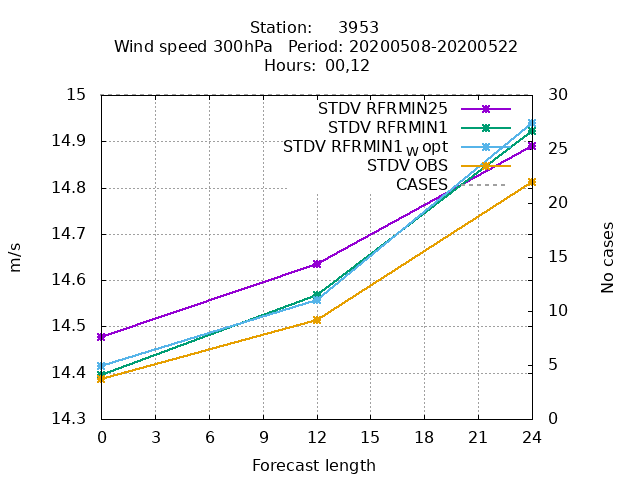 Station: 3953
Wind speed 300hPa Period: 20200508-20200522
Hours: 00,12
STDV RFRMIN25
STDV RFRMIN1
STDV RFRMIN1_w opt
STDV OBS
CASES
m/s
15
14.9
14.8
14.7
14.6
14.5
14.4
14.3
30
25
20
15
10
5
0
No cases
0 3 6 9 12 15 18 21 24
Forecast length